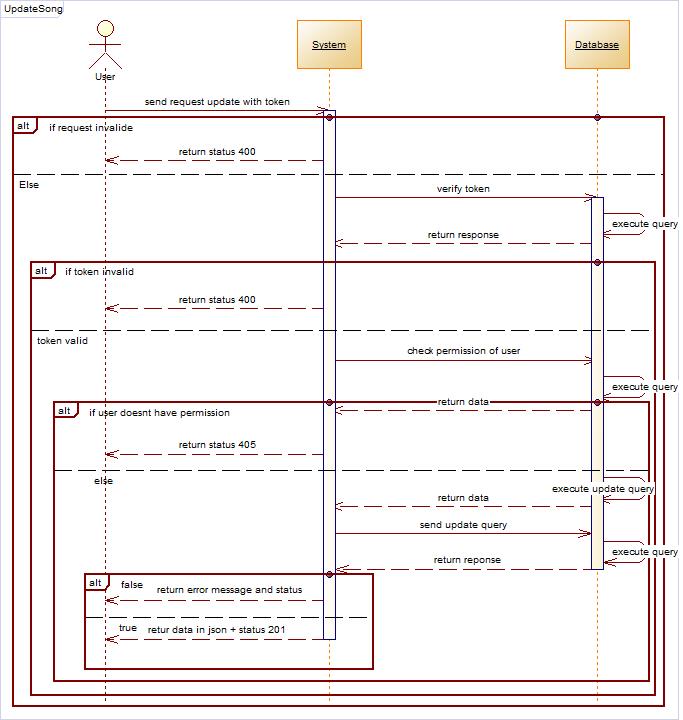 UpdateSong
System
Database
User
send request update with token
alt
if request invalide
return status 400
Else
verify token
execute query
return response
alt
if token invalid
return status 400
token valid
check permission of user
execute query
return data
alt
if user doesnt have permission
return status 405
else
execute update query
return data
send update query
execute query
return reponse
alt
false
return error message and status
true
retur data in json + status 201